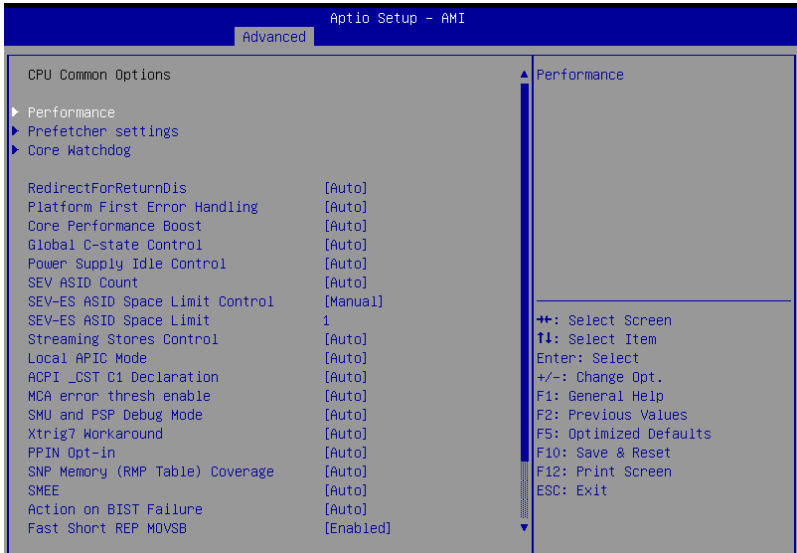 Aptio Setup – AMI
Advanced
CPU Common Options
Performance
Prefetcher settings
Core Watchdog
RedirectForReturnDis [Auto]
Platform First Error Handling [Auto]
Core Performance Boost [Auto]
Global C-state Control [Auto]
Power Supply Idle Control [Auto]
SEV ASID Count [Auto]
SEV-ES ASID Space Limit Control [Manual]
SEV-ES ASID Space Limit 1
Streaming Stores Control [Auto]
Local APIC Mode [Auto]
ACPI _CST C1 Declaration [Auto]
MCA error thresh enable [Auto]
SMU and PSP Debug Mode [Auto]
Xtrig7 Workaround [Auto]
PPIN Opt-in [Auto]
SNP Memory (RMP Table) Coverage [Auto]
SMEE [Auto]
Action on BIST Failure [Auto]
Fast Short REP MOVSB [Enabled]
Performance
→←: Select Screen
↑↓: Select Item
Enter: Select
+/-: Change Opt.
F1: General Help
F2: Previous Values
F5: Optimized Defaults
F10: Save & Reset
F12: Print Screen
ESC: Exit